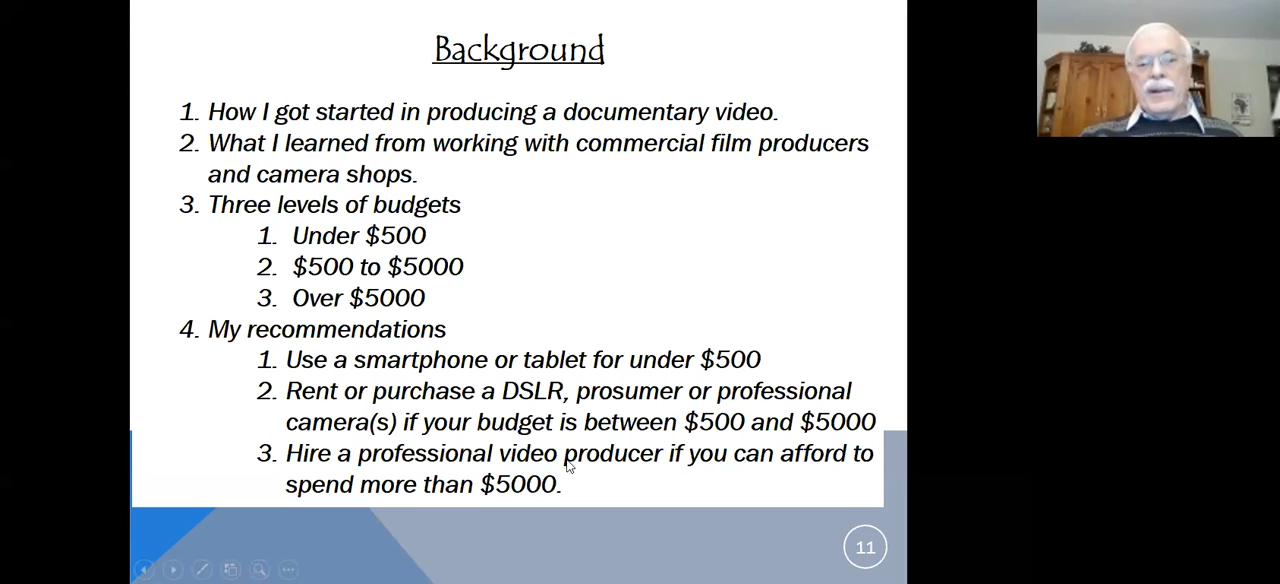 Background
1. How I got started in producing a documentary video.
2. What I learned from working with commercial film producers
and camera shops.
3. Three levels of budgets
1. Under $500
2. $500 to $5000
3. Over $5000
4. My recommendations
1. Use a smartphone or tablet for under $500
2. Rent or purchase a DSLR, prosumer or professional
camera(s) if your budget is between $500 and $5000
3. Hire a professional video producer if you can afford to
spend more than $5000.
11